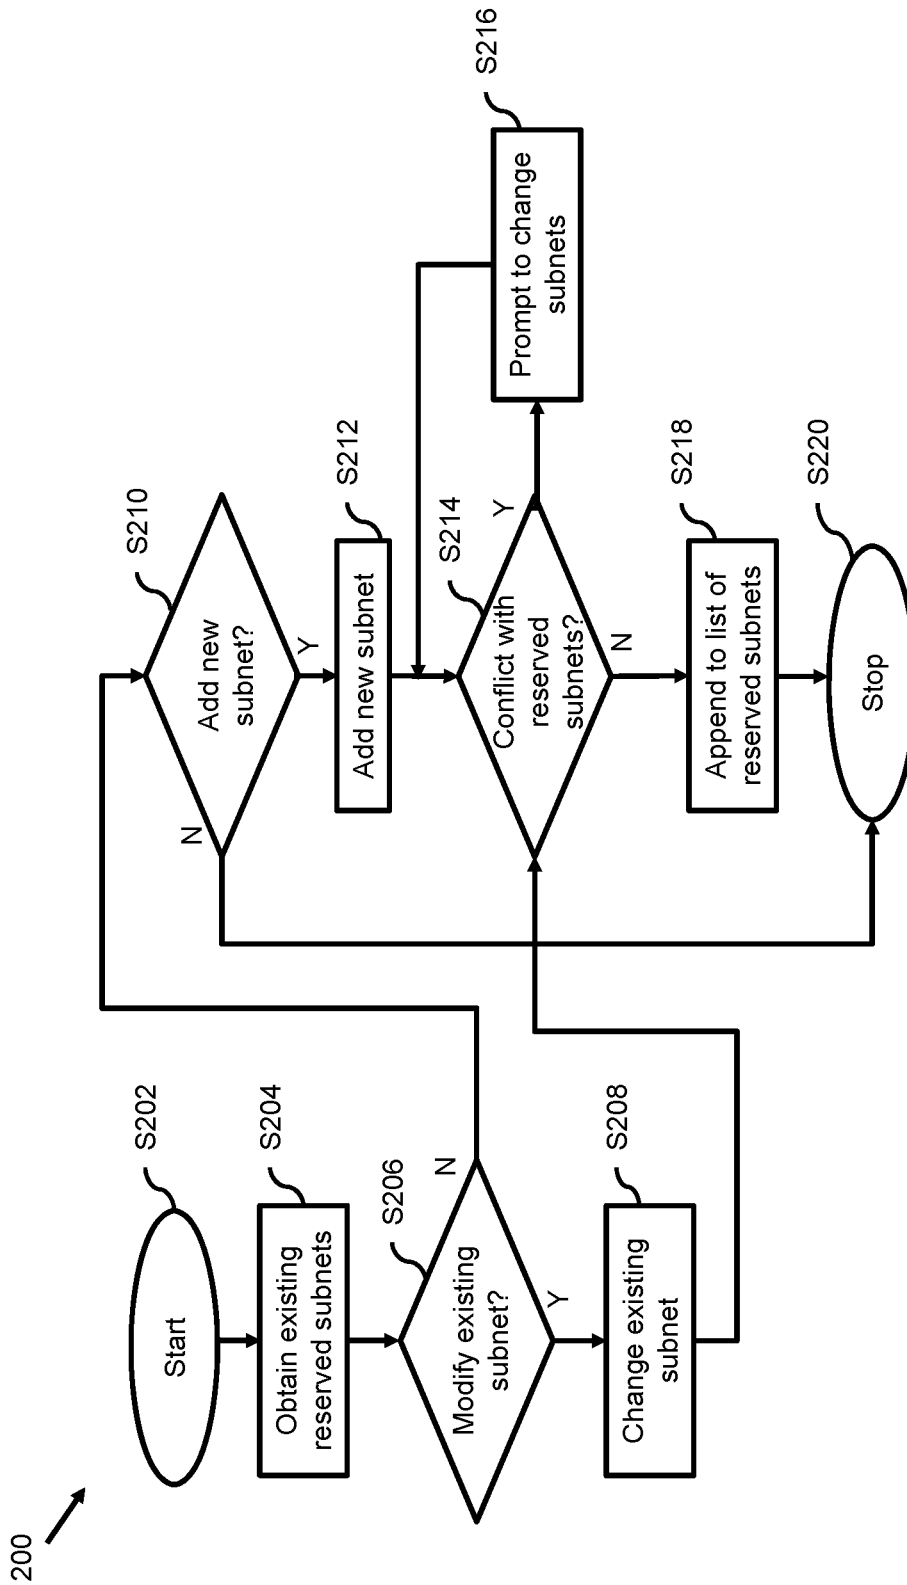 200
Start
S202
Obtain existing
reserved subnets
S204
Modify existing
subnet?
S206
N
Y
Change existing
subnet
S208
Add new
subnet?
S210
N
Y
Add new subnet
S212
Conflict with
reserved
subnets?
S214
Y
N
Prompt to change
subnets
S216
Append to list of
reserved subnets
S218
Stop
S220